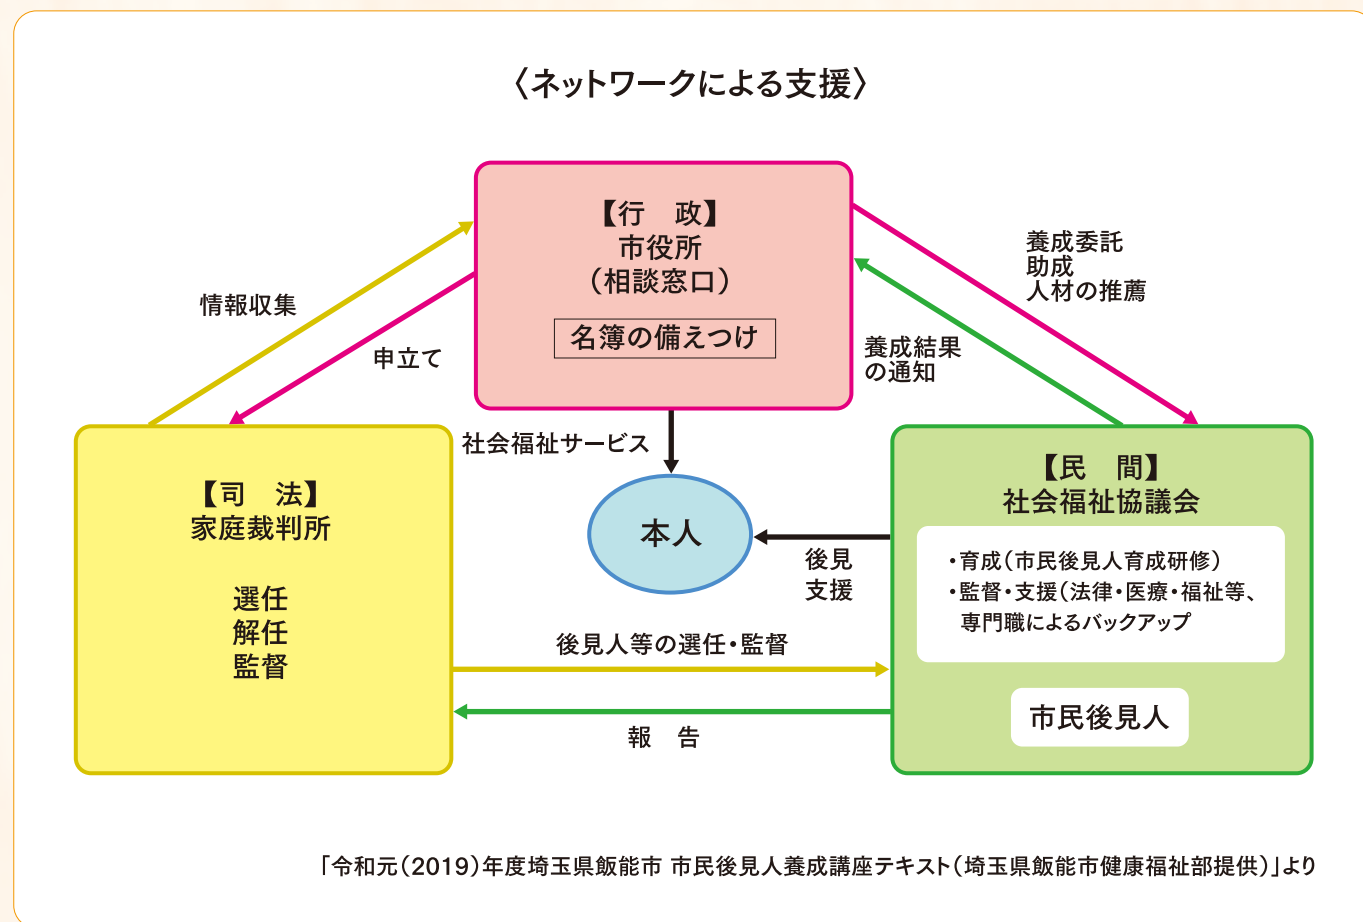 〈ネットワークによる支援〉
【行　政】
市役所
（相談窓口）
名簿の備えつけ
情報収集
申立て
養成委託
助成
人材の推薦
養成結果
の通知
社会福祉サービス
本人
後見
支援
【司　法】
家庭裁判所
選任
解任
監督
【民　間】
社会福祉協議会
・育成（市民後見人育成研修）
・監督・支援（法律・医療・福祉等、
専門職によるバックアップ
市民後見人
後見人等の選任・監督
報　告
「令和元（2019）年度埼玉県飯能市 市民後見人養成講座テキスト（埼玉県飯能市健康福祉部提供）」より